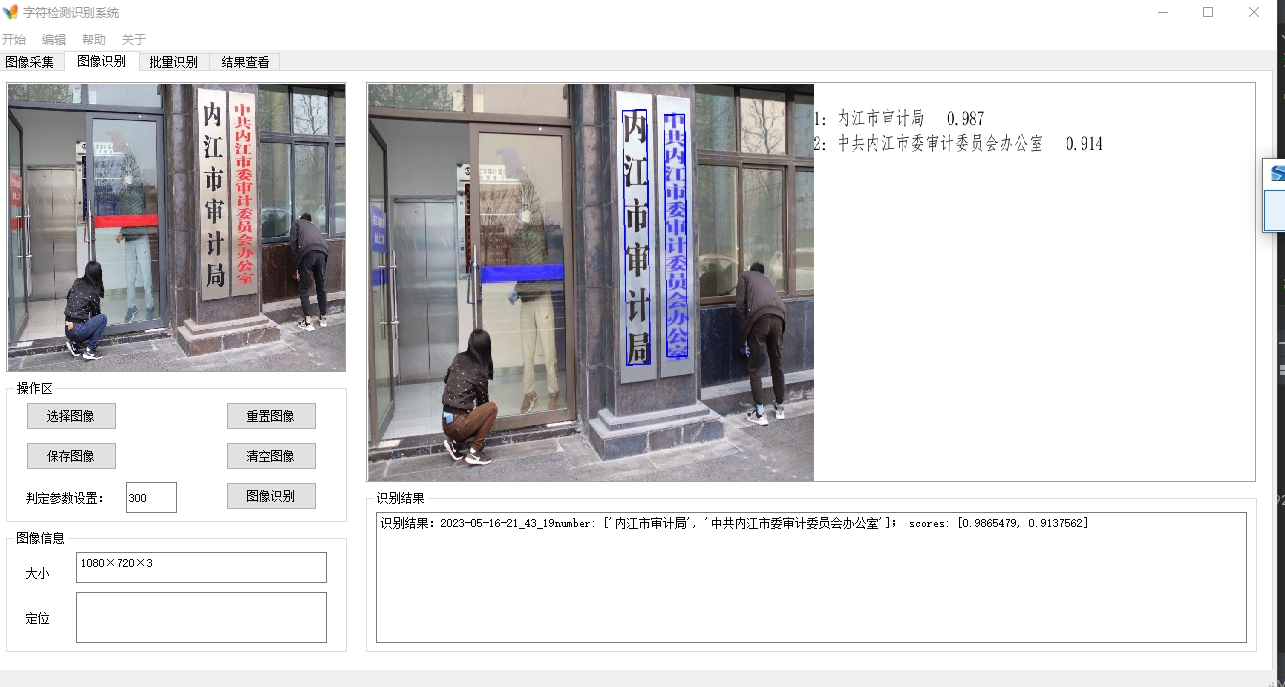 字符检测识别系统
开始 编辑 帮助 关于
图像采集 图像识别 批量识别 结果查看
内江市审计局
中共内江市委审计委员会办公室
内江市审计局
中共内江市委审计委员会办公室
1: 内江市审计局 0.987
2: 中共内江市委审计委员会办公室 0.914
操作区
选择图像 重置图像
保存图像 清空图像
判定参数设置: 300 图像识别
图像信息
大小 1080×720×3
定位
识别结果
识别结果: 2023-05-16-21_43_19number: ['内江市审计局', '中共内江市委审计委员会办公室']; scores: [0.9865479, 0.9137562]